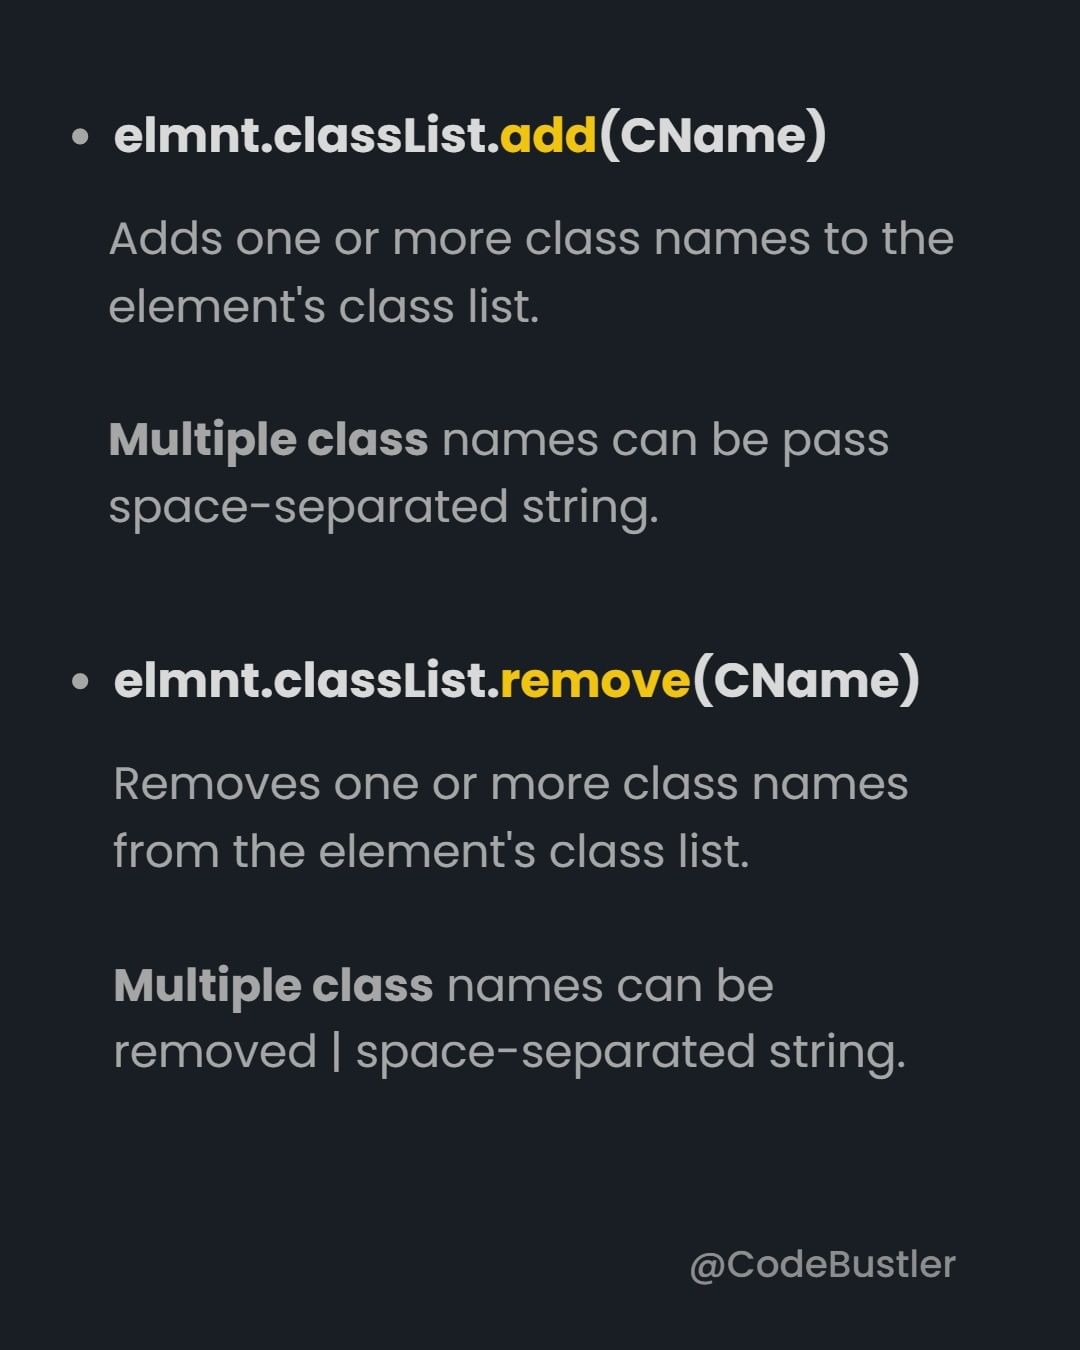 • elmnt.classList.add(CName)
Adds one or more class names to the
element's class list.
Multiple class names can be pass
space-separated string.
• elmnt.classList.remove(CName)
Removes one or more class names
from the element's class list.
Multiple class names can be
removed | space-separated string.
@CodeBustler